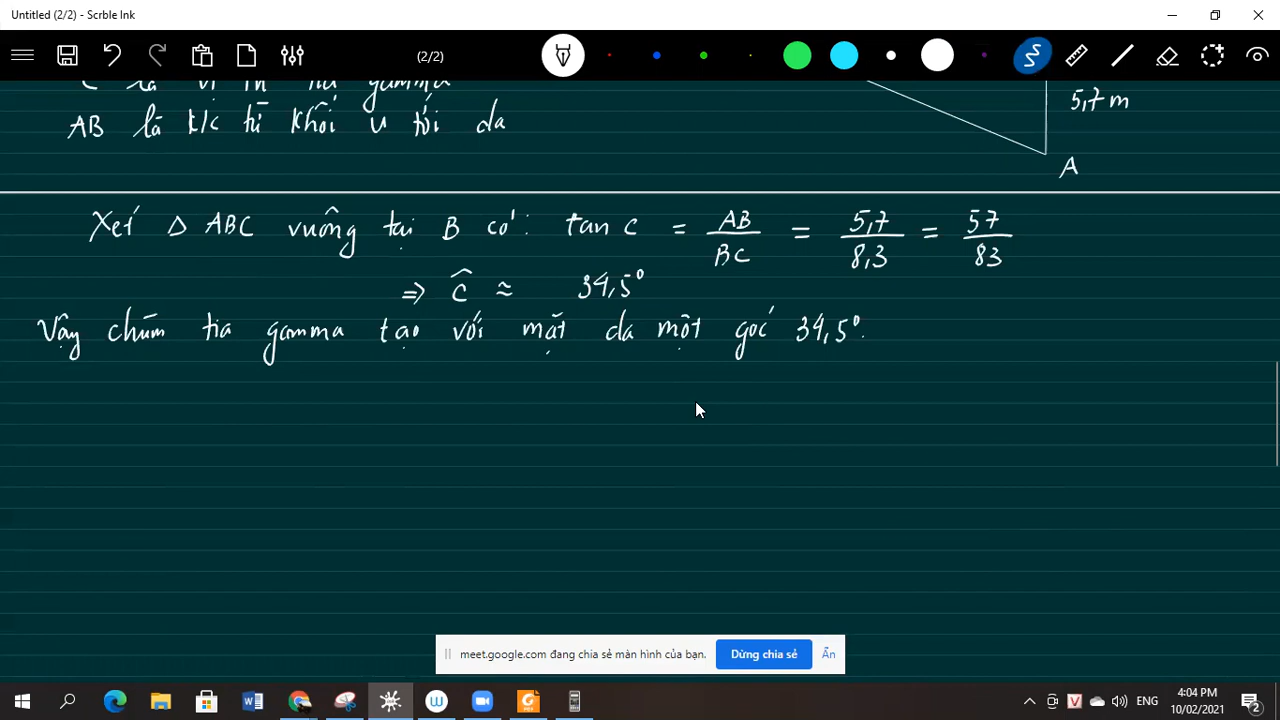 Untitled (2/2) - Scrble Ink
(2/2)
AB là k/c từ khối u tới da
5,7 m
A
Xét Δ ABC vuông tại B có: tan C = AB/BC = 5,7/8,3 = 57/83
⇒ Ĉ ≈ 34,5°
Vậy chùm tia gamma tạo với mặt da một góc 34,5°.
meet.google.com đang chia sẻ màn hình của bạn. Dừng chia sẻ Ẩn
ENG
4:04 PM
10/02/2021
2